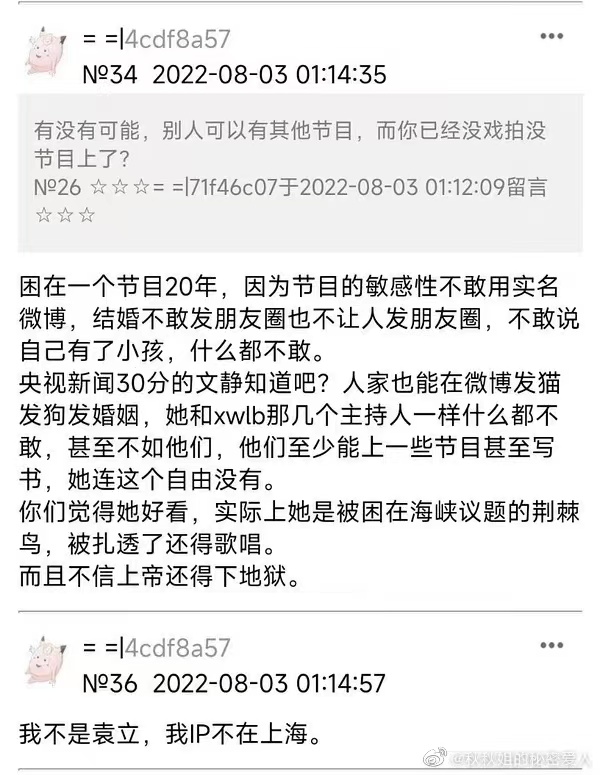 = =|4cdf8a57
№34 2022-08-03 01:14:35
有没有可能，别人可以有其他节目，而你已经没戏拍没
节目上了？
№26 ☆☆☆= =|71f46c07于2022-08-03 01:12:09留言
☆☆☆
困在一个节目20年，因为节目的敏感性不敢用实名
微博，结婚不敢发朋友圈也不让人发朋友圈，不敢说
自己有了小孩，什么都不敢。
央视新闻30分的文静知道吧？人家也能在微博发猫
发狗发婚姻，她和xwlb那几个主持人一样什么都不
敢，甚至不如他们，他们至少能上一些节目甚至写
书，她连这个自由没有。
你们觉得她好看，实际上她是被困在海峡议题的荆棘
鸟，被扎透了还得歌唱。
而且不信上帝还得下地狱。
= =|4cdf8a57
№36 2022-08-03 01:14:57
我不是袁立，我IP不在上海。